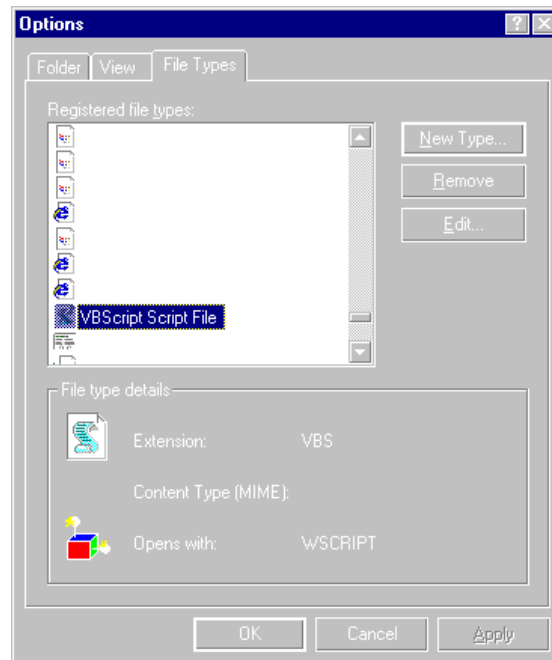 Options
Folder View File Types
Registered file types:
New Type...
Remove
Edit...
VBScript Script File
File type details
Extension: VBS
Content Type (MIME):
Opens with: WSCRIPT
OK Cancel Apply